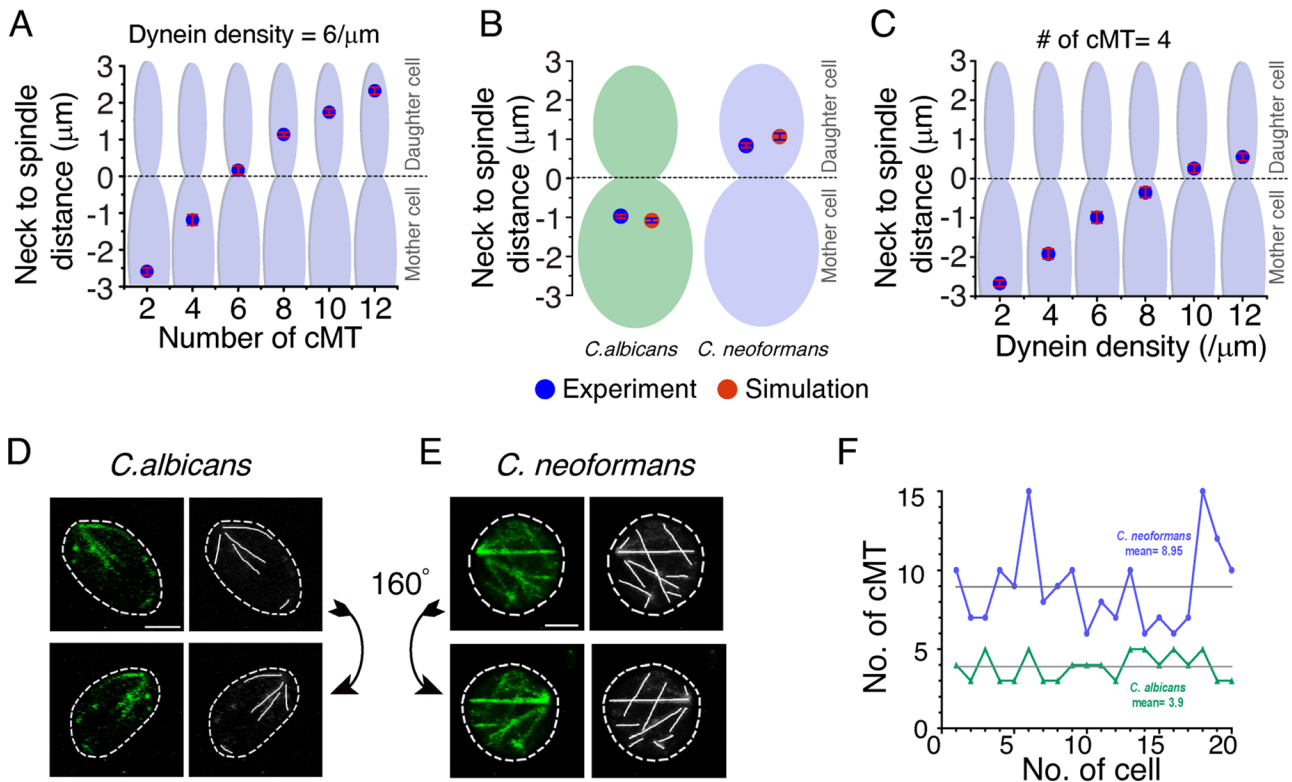 A
Dynein density = 6/μm
Neck to spindle
distance (μm)
3
2
1
0
-1
-2
-3
2 4 6 8 10 12
Number of cMT
Daughter cell
Mother cell
B
Neck to spindle
distance (μm)
3
2
1
0
-1
-2
-3
C.albicans
C. neoformans
Daughter cell
Mother cell
Experiment
Simulation
C
# of cMT= 4
Neck to spindle
distance (μm)
3
2
1
0
-1
-2
-3
2 4 6 8 10 12
Dynein density (/μm)
Daughter cell
Mother cell
D
C.albicans
160°
E
C. neoformans
F
No. of cMT
15
10
5
0
0 5 10 15 20
No. of cell
C. neoformans
mean= 8.95
C. albicans
mean= 3.9